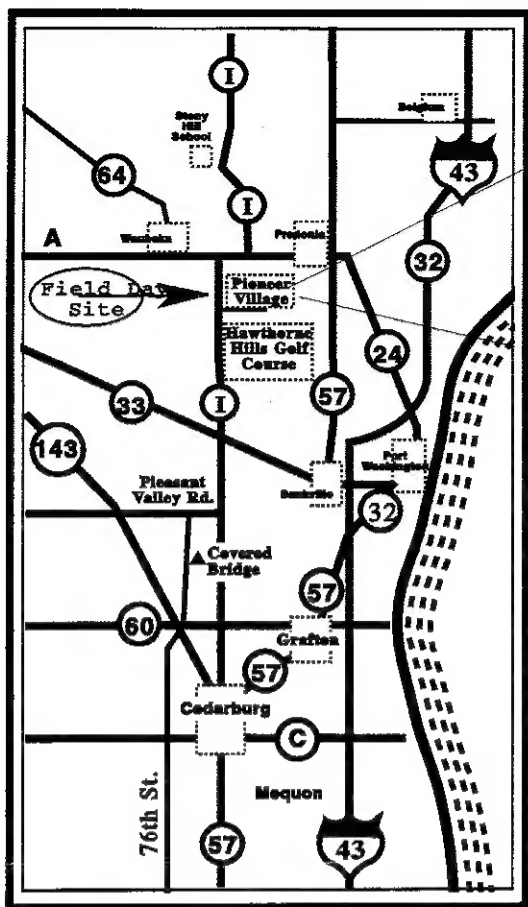 I
Stony
Hill
School
Belgium
43
64
I
A
Waubeka
Fredonia
32
Field Day
Site
Pioneer
Village
Hawthorne
Hills Golf
Course
24
33
I
57
143
Port
Washington
Saukville
Pleasant
Valley Rd.
32
Covered
Bridge
57
60
Grafton
57
Cedarburg
C
Mequon
76th St.
57
43